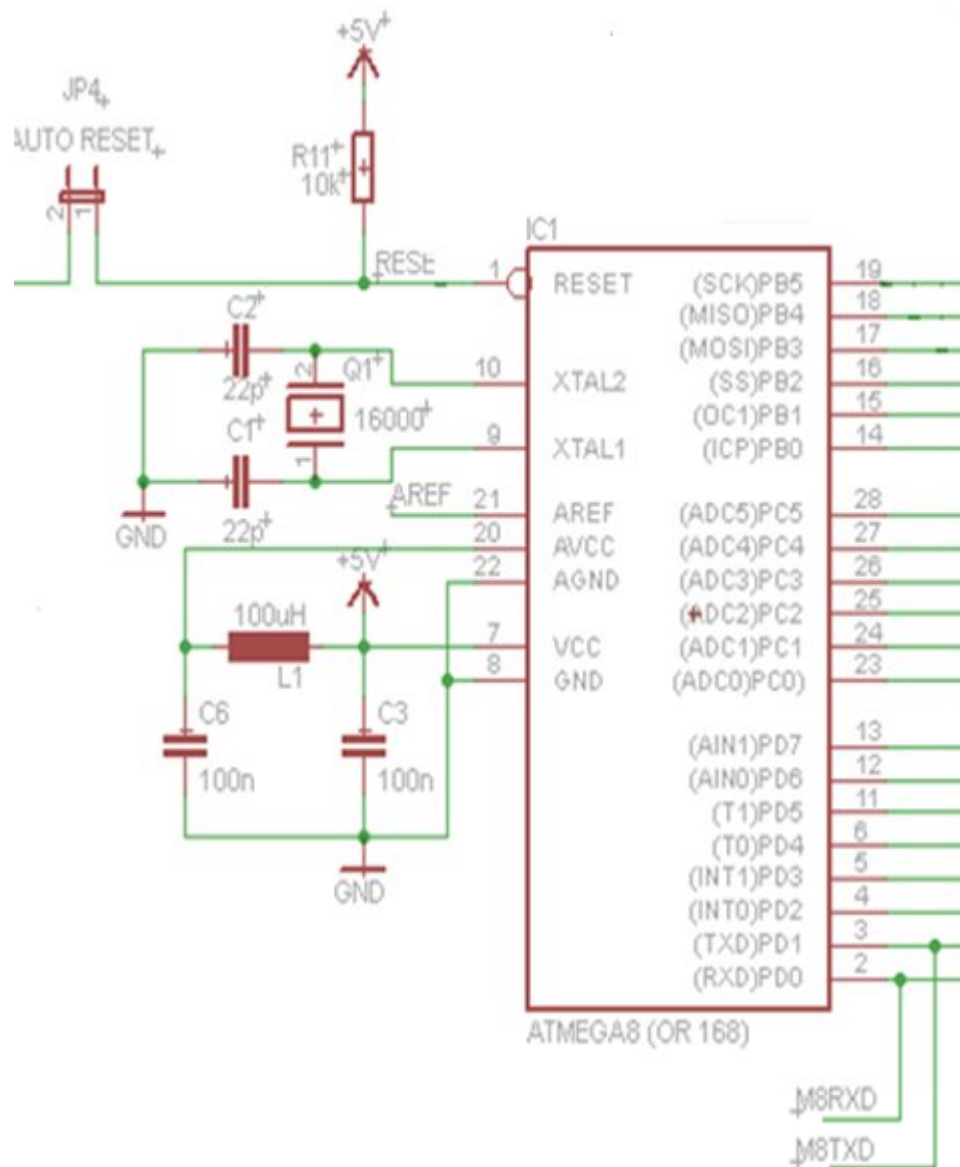 +5V
JP4
AUTO RESET
R11
10k
2
1
IC1
RESE
1
RESET
(SCK)PB5
19
(MISO)PB4
18
(MOSI)PB3
17
C2
22p
2
Q1
16000
1
10
XTAL2
(SS)PB2
16
(OC1)PB1
15
C1
22p
9
XTAL1
(ICP)PB0
14
GND
AREF
21
AREF
(ADC5)PC5
28
20
AVCC
(ADC4)PC4
27
+5V
22
AGND
(ADC3)PC3
26
(ADC2)PC2
25
100uH
L1
7
VCC
(ADC1)PC1
24
8
GND
(ADC0)PC0)
23
C6
100n
C3
100n
(AIN1)PD7
13
(AIN0)PD6
12
(T1)PD5
11
(T0)PD4
6
GND
(INT1)PD3
5
(INT0)PD2
4
(TXD)PD1
3
(RXD)PD0
2
ATMEGA8 (OR 168)
M8RXD
M8TXD